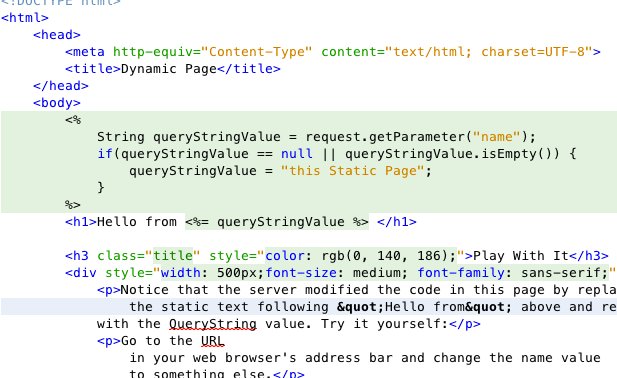 <!DOCTYPE html>
<html>
<head>
<meta http-equiv="Content-Type" content="text/html; charset=UTF-8">
<title>Dynamic Page</title>
</head>
<body>
<%
String queryStringValue = request.getParameter("name");
if(queryStringValue == null || queryStringValue.isEmpty()) {
queryStringValue = "this Static Page";
}
%>
<h1>Hello from <%= queryStringValue %> </h1>
<h3 class="title" style="color: rgb(0, 140, 186);">Play With It</h3>
<div style="width: 500px;font-size: medium; font-family: sans-serif;"
<p>Notice that the server modified the code in this page by repla
the static text following &quot;Hello from&quot; above and re
with the QueryString value. Try it yourself:</p>
<p>Go to the URL
in your web browser's address bar and change the name value
to something else.</p>